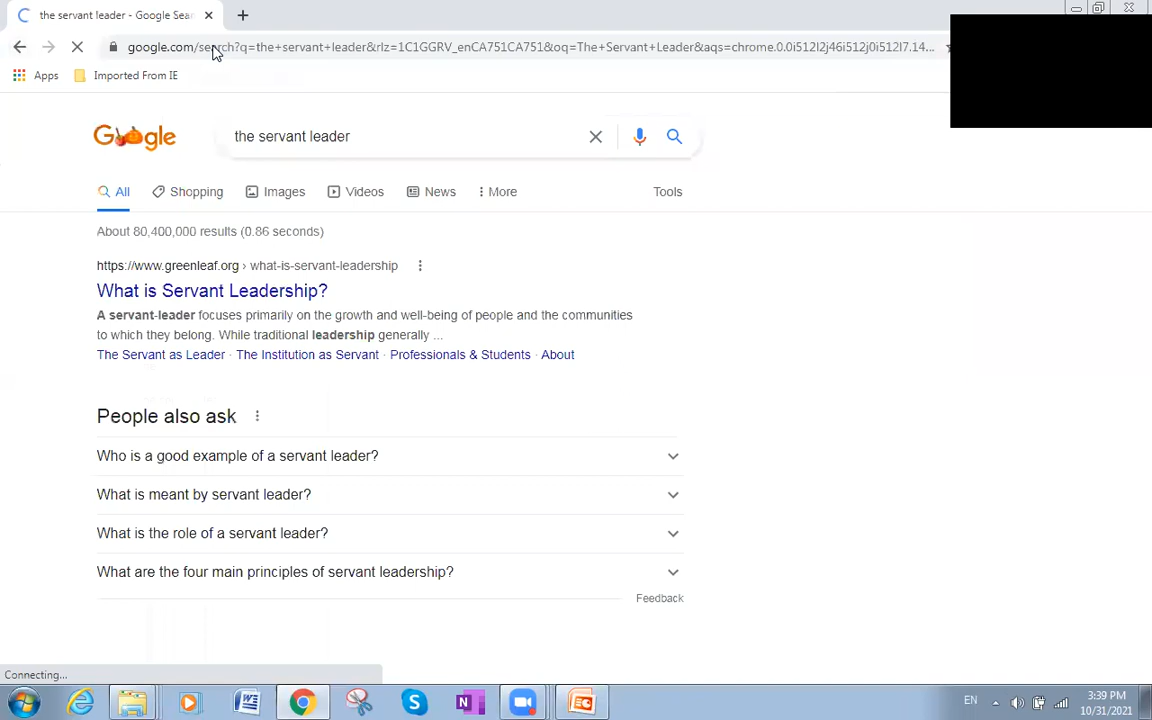 the servant leader - Google Sea
google.com/search?q=the+servant+leader&rlz=1C1GGRV_enCA751CA751&oq=The+Servant+Leader&aqs=chrome.0.0i512l2j46i512j0i512l7.14...
Apps Imported From IE
Google
the servant leader
All Shopping Images Videos News More Tools
About 80,400,000 results (0.86 seconds)
https://www.greenleaf.org › what-is-servant-leadership
What is Servant Leadership?
A servant-leader focuses primarily on the growth and well-being of people and the communities
to which they belong. While traditional leadership generally ...
The Servant as Leader · The Institution as Servant · Professionals & Students · About
People also ask
Who is a good example of a servant leader?
What is meant by servant leader?
What is the role of a servant leader?
What are the four main principles of servant leadership?
Feedback
Connecting...
EN
3:39 PM
10/31/2021